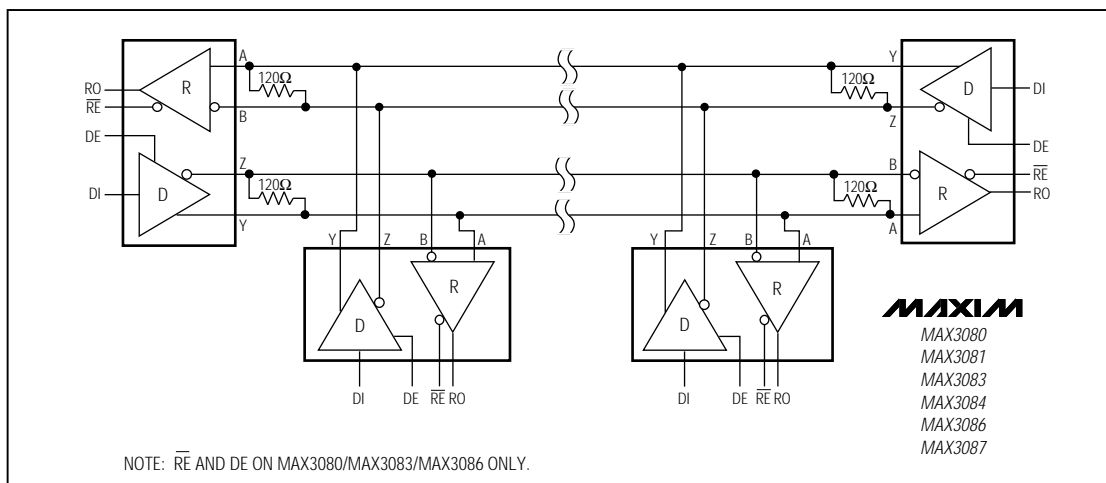 A
Y
RO
R
120Ω
120Ω
D
DI
RE
B
Z
DE
DE
Z
B
RE
DI
D
120Ω
120Ω
R
RO
Y
A
Y Z B A
Y Z B A
R
R
D
D
DI DE RE RO
DI DE RE RO
MAXIM
MAX3080
MAX3081
MAX3083
MAX3084
MAX3086
MAX3087
NOTE: RE AND DE ON MAX3080/MAX3083/MAX3086 ONLY.